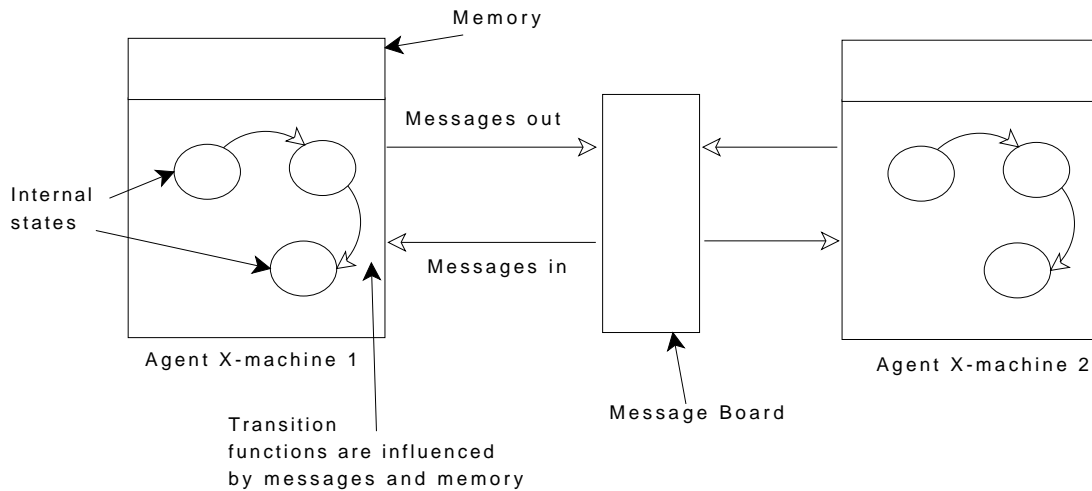 Memory
Messages out
Internal
states
Messages in
Agent X-machine 1
Agent X-machine 2
Message Board
Transition
functions are influenced
by messages and memory